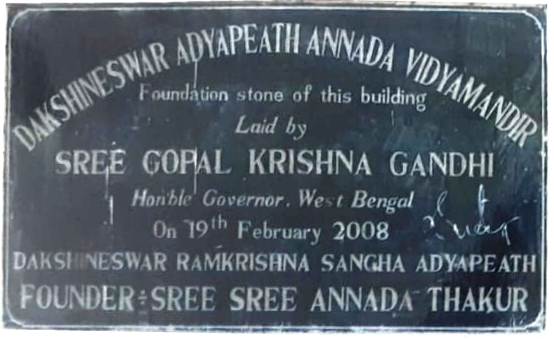 DAKSHINESWAR ADYAPEATH ANNADA VIDYAMANDIR
Foundation stone of this building
Laid by
SREE GOPAL KRISHNA GANDHI
Hon'ble Governor. West Bengal
On 19th February 2008
DAKSHINESWAR RAMKRISHNA SANGHA ADYAPEATH
FOUNDER:-SREE SREE ANNADA THAKUR